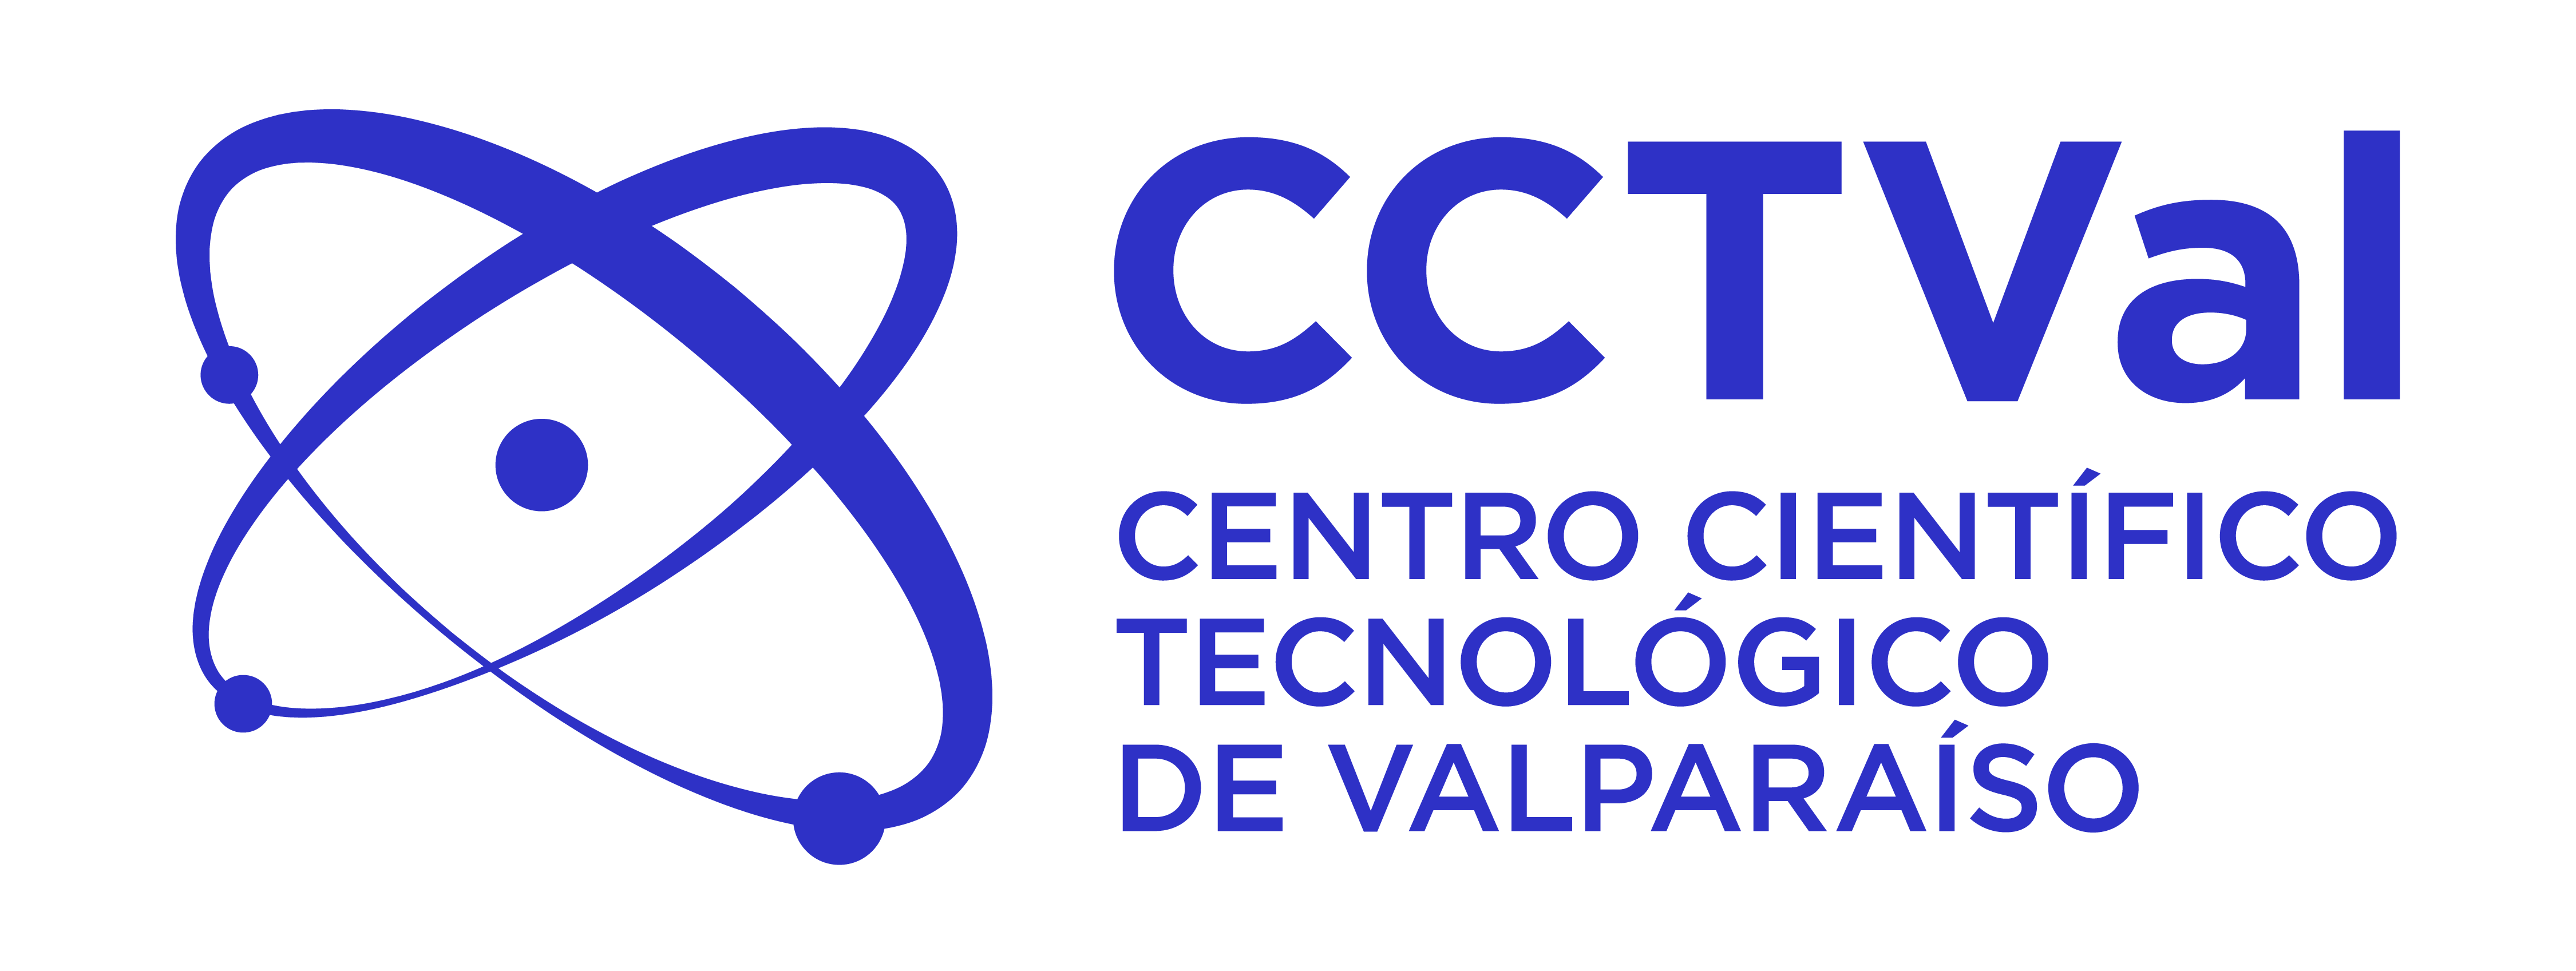 CCTVal
CENTRO CIENTÍFICO
TECNOLÓGICO
DE VALPARAÍSO